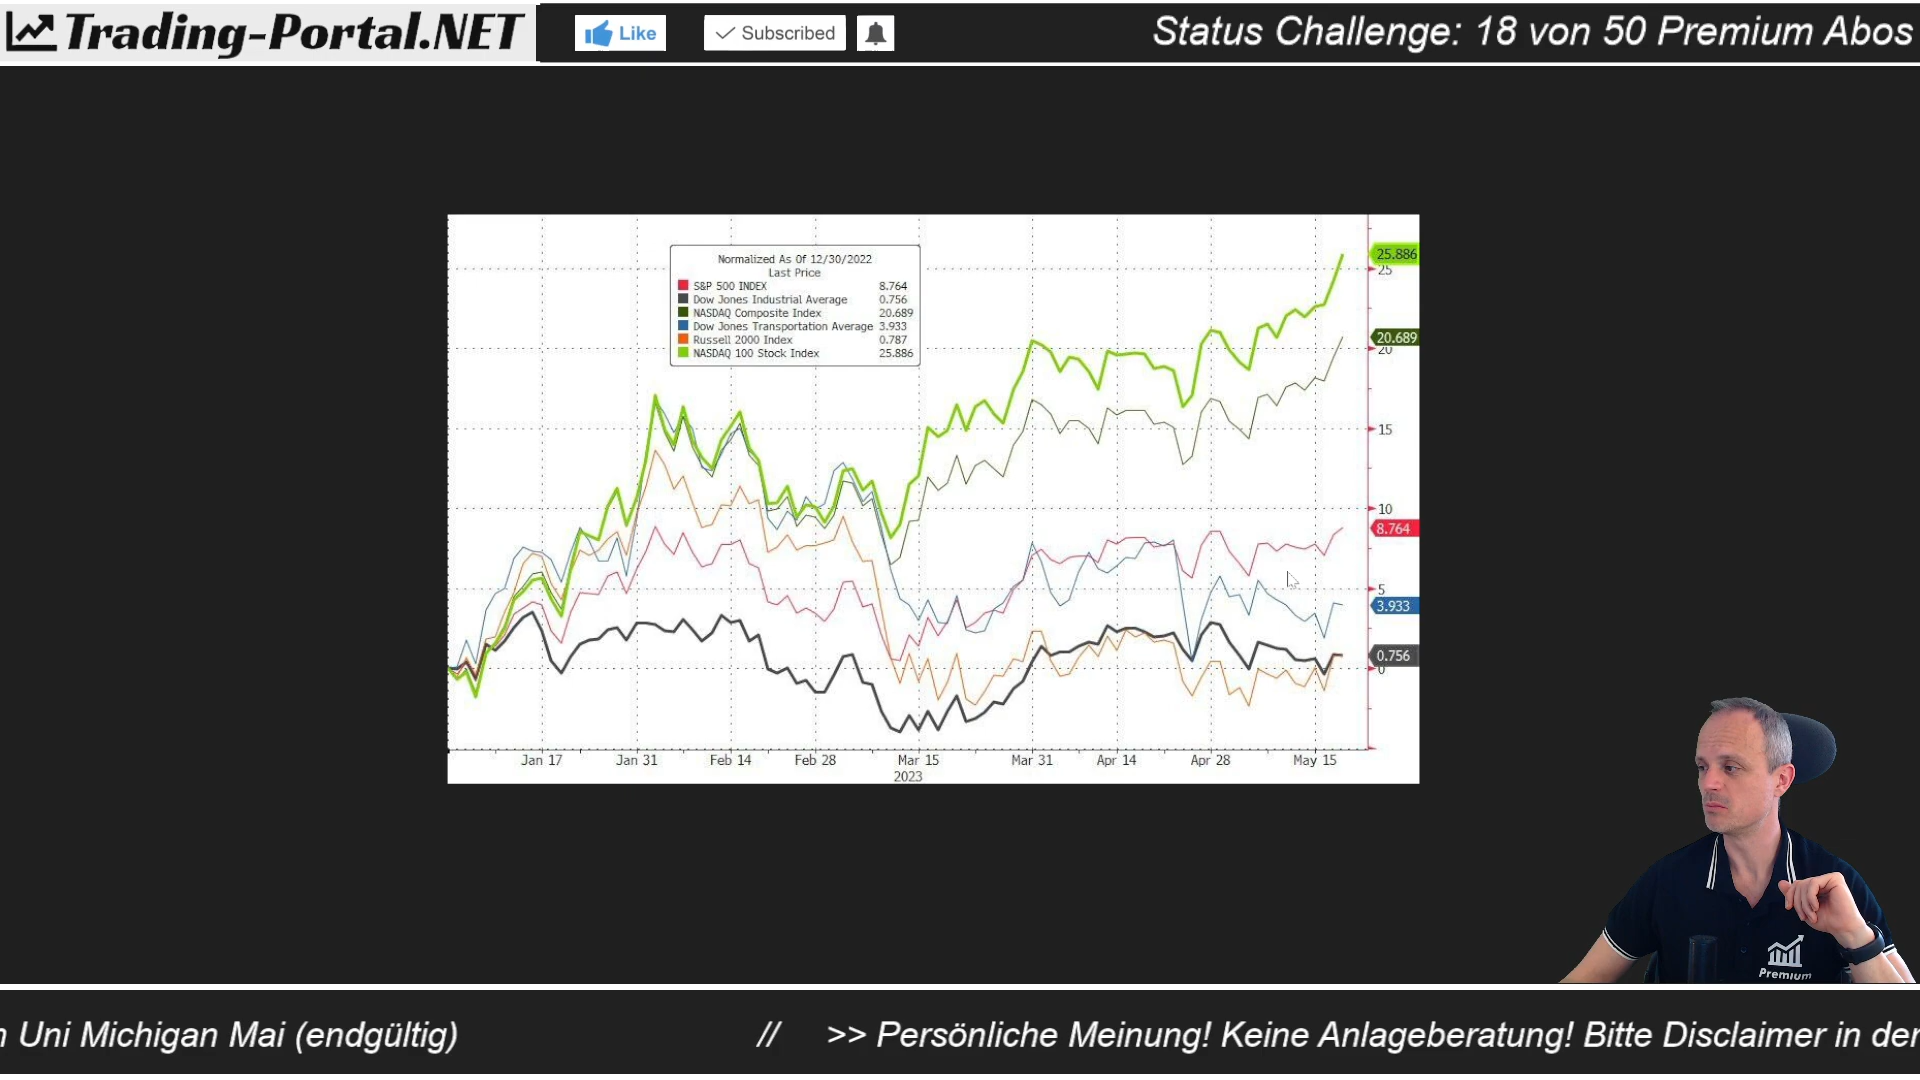 Trading-Portal.NET
Like
Subscribed
Status Challenge: 18 von 50 Premium Abos
Normalized As Of 12/30/2022
Last Price
S&P 500 INDEX 8.764
Dow Jones Industrial Average 0.756
NASDAQ Composite Index 20.689
Dow Jones Transportation Average 3.933
Russell 2000 Index 0.787
NASDAQ 100 Stock Index 25.886
25.886
25
20.689
20
15
10
8.764
5
3.933
0.756
0
Jan 17 Jan 31 Feb 14 Feb 28 Mar 15 Mar 31 Apr 14 Apr 28 May 15
2023
Premium
n Uni Michigan Mai (endgültig) // >> Persönliche Meinung! Keine Anlageberatung! Bitte Disclaimer in der